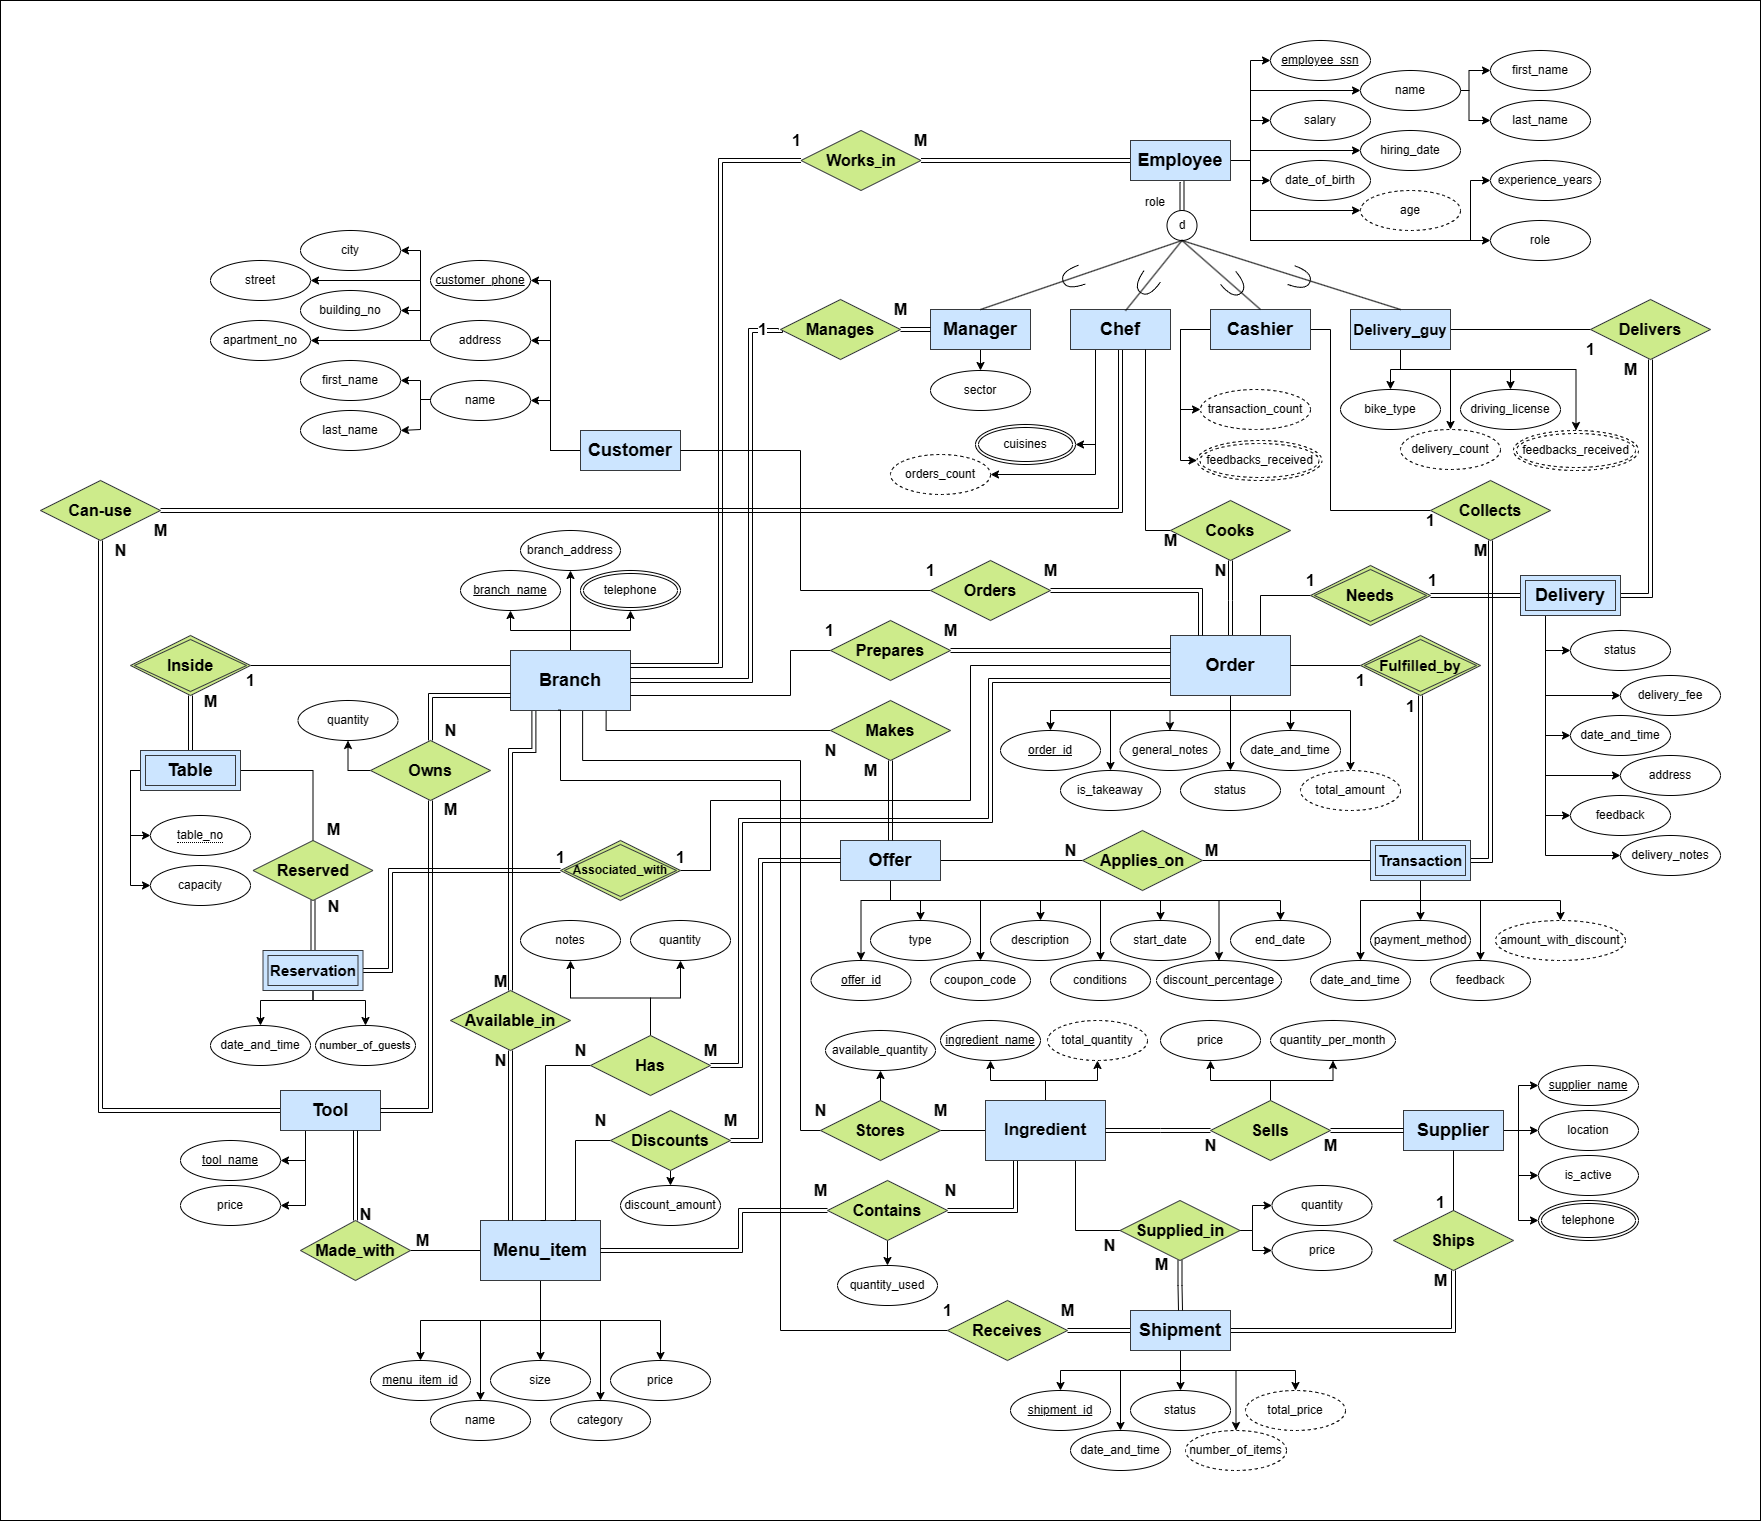 employee_ssn
first_name
name
salary
last_name
1
Works_in
M
Employee
hiring_date
date_of_birth
experience_years
role
age
d
role
city
street
customer_phone
building_no
apartment_no
address
first_name
name
last_name
Customer
1
Manages
M
Manager
Chef
Cashier
Delivery_guy
Delivers
1
M
sector
transaction_count
bike_type
driving_license
cuisines
orders_count
feedbacks_received
delivery_count
feedbacks_received
Can-use
M
N
Cooks
M
N
Collects
1
M
branch_address
branch_name
telephone
1
Orders
M
1
Needs
1
Delivery
Inside
1
M
Branch
1
Prepares
M
Order
Fulfilled_by
1
1
status
delivery_fee
date_and_time
address
feedback
delivery_notes
quantity
N
Owns
M
Makes
N
M
order_id
general_notes
date_and_time
is_takeaway
status
total_amount
Table
table_no
capacity
M
Reserved
N
1
Associated_with
1
Offer
N
Applies_on
M
Transaction
notes
quantity
type
description
start_date
end_date
offer_id
coupon_code
conditions
discount_percentage
payment_method
amount_with_discount
date_and_time
feedback
Reservation
date_and_time
number_of_guests
M
Available_in
N
N
Has
M
available_quantity
ingredient_name
total_quantity
price
quantity_per_month
Tool
tool_name
price
N
Discounts
M
discount_amount
N
Stores
M
Ingredient
N
Sells
M
Supplier
supplier_name
location
is_active
telephone
N
Made_with
M
Menu_item
M
Contains
N
quantity_used
Supplied_in
N
M
quantity
price
1
Ships
M
1
Receives
M
Shipment
menu_item_id
size
price
name
category
shipment_id
status
total_price
date_and_time
number_of_items